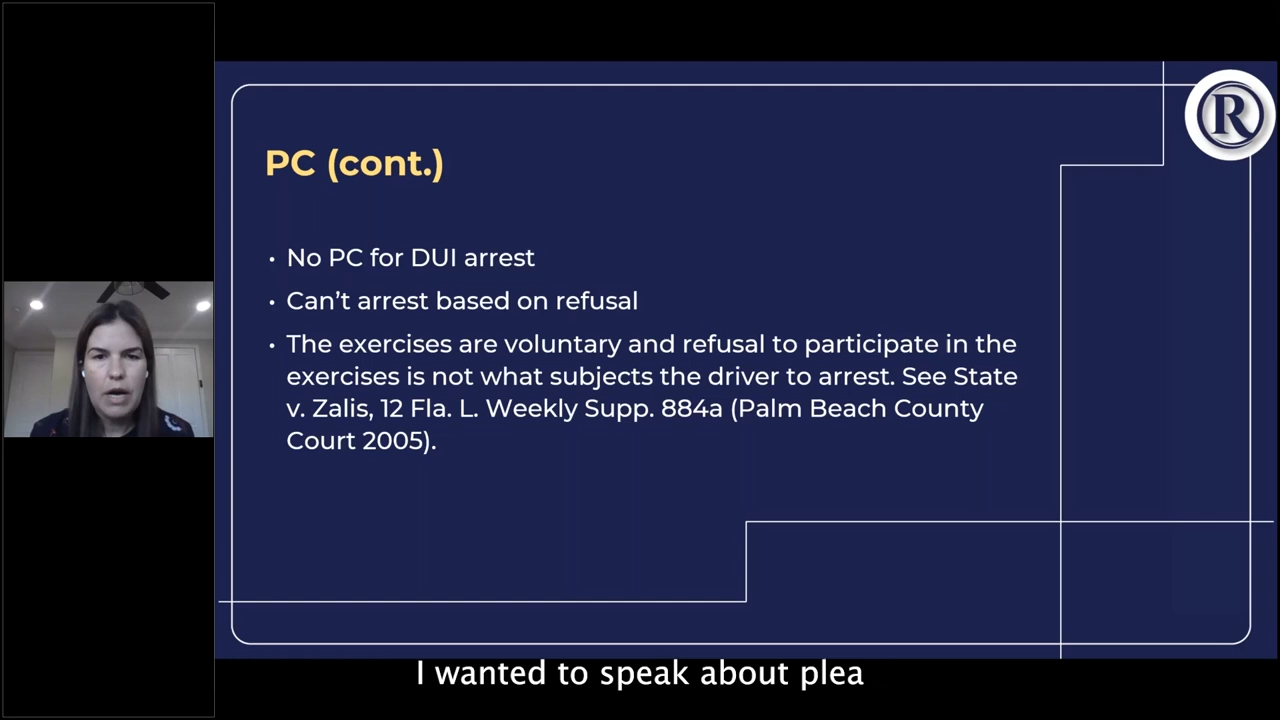 R
PC (cont.)
• No PC for DUI arrest
• Can't arrest based on refusal
• The exercises are voluntary and refusal to participate in the
exercises is not what subjects the driver to arrest. See State
v. Zalis, 12 Fla. L. Weekly Supp. 884a (Palm Beach County
Court 2005).
I wanted to speak about plea